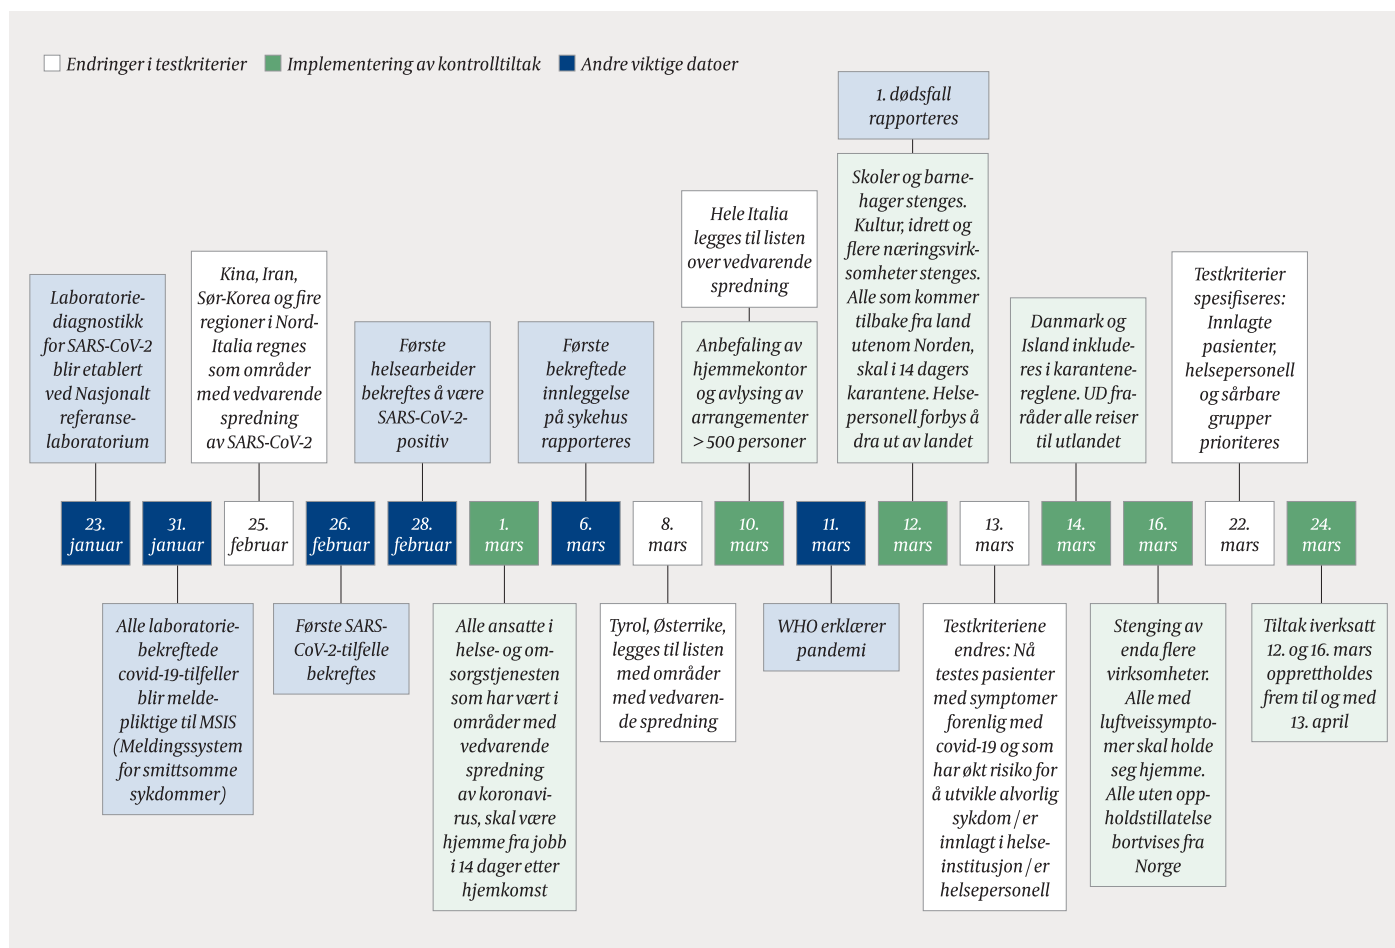 Endringer i testkriterier
Implementering av kontrolltiltak
Andre viktige datoer
1. dødsfall
rapporteres
Skoler og barne-
hager stenges.
Kultur, idrett og
flere næringsvirk-
somheter stenges.
Alle som kommer
tilbake fra land
utenom Norden,
skal i 14 dagers
karantene. Helse-
personell forbys å
dra ut av landet
Hele Italia
legges til listen
over vedvarende
spredning
Anbefaling av
hjemmekontor
og avlysing av
arrangementer
> 500 personer
Laboratorie-
diagnostikk
for SARS-CoV-2
blir etablert
ved Nasjonalt
referanse-
laboratorium
Kina, Iran,
Sør-Korea og fire
regioner i Nord-
Italia regnes
som områder
med vedvarende
spredning
av SARS-CoV-2
Første
helsearbeider
bekreftes å være
SARS-CoV-2-
positiv
Første
bekreftede
innleggelse
på sykehus
rapporteres
Danmark og
Island inklude-
res i karantene-
reglene. UD fra-
råder alle reiser
til utlandet
Testkriterier
spesifiseres:
Innlagte
pasienter,
helsepersonell
og sårbare
grupper
prioriteres
23.
januar
31.
januar
25.
februar
26.
februar
28.
februar
1.
mars
6.
mars
8.
mars
10.
mars
11.
mars
12.
mars
13.
mars
14.
mars
16.
mars
22.
mars
24.
mars
Alle laboratorie-
bekreftede
covid-19-tilfeller
blir melde-
pliktige til MSIS
(Meldingssystem
for smittsomme
sykdommer)
Første SARS-
CoV-2-tilfelle
bekreftes
Alle ansatte i
helse- og om-
sorgstjenesten
som har vært i
områder med
vedvarende
spredning
av koronavi-
rus, skal være
hjemme fra jobb
i 14 dager etter
hjemkomst
Tyrol, Østerrike,
legges til listen
med områder
med vedvaren-
de spredning
WHO erklærer
pandemi
Testkriteriene
endres: Nå
testes pasienter
med symptomer
forenlig med
covid-19 og som
har økt risiko for
å utvikle alvorlig
sykdom / er
innlagt i helse-
institusjon / er
helsepersonell
Stenging av
enda flere
virksomheter.
Alle med
luftveissympto-
mer skal holde
seg hjemme.
Alle uten opp-
holdstillatelse
bortvises fra
Norge
Tiltak iverksatt
12. og 16. mars
opprettholdes
frem til og med
13. april